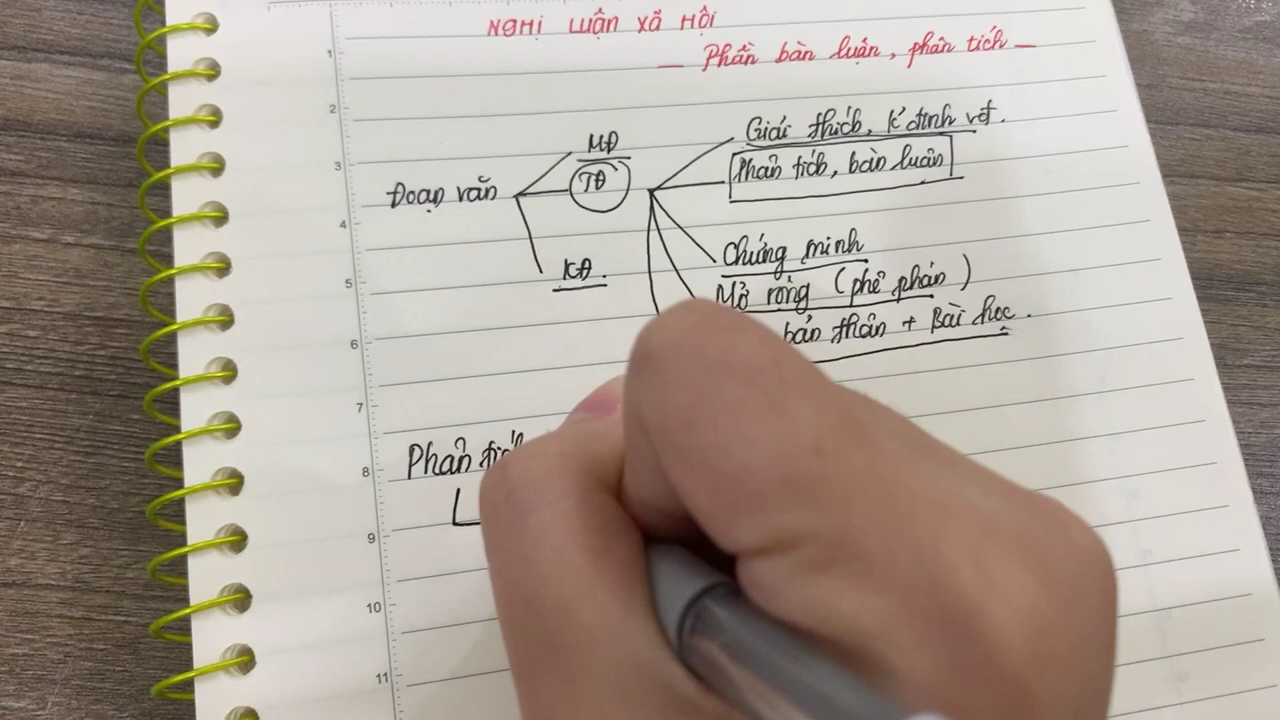 NGHỊ LUẬN XÃ HỘI
— Phần bàn luận, phân tích —
MĐ
Đoạn văn
TĐ
KĐ.
Giải thích, k định vđ.
Phân tích, bàn luận
Chứng minh
Mở rộng (phê phán)
bản thân + Bài học.
Phân tích
1
2
3
4
5
6
7
8
9
10
11